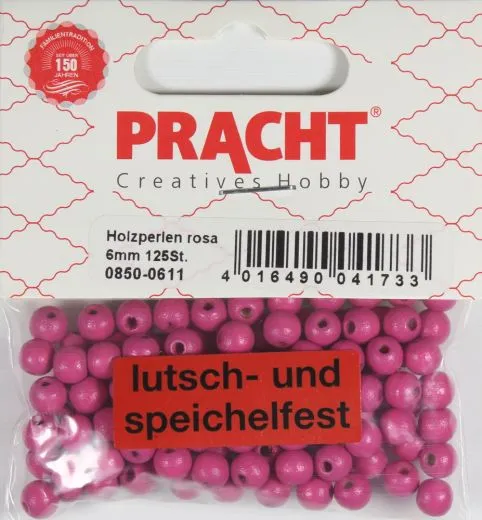 FAMILIENTRADITION
SEIT ÜBER
150
JAHREN
PRACHT®
Creatives Hobby
Holzperlen rosa
6mm 125St.
0850-0611
4 016490 041733
lutsch- und
speichelfest